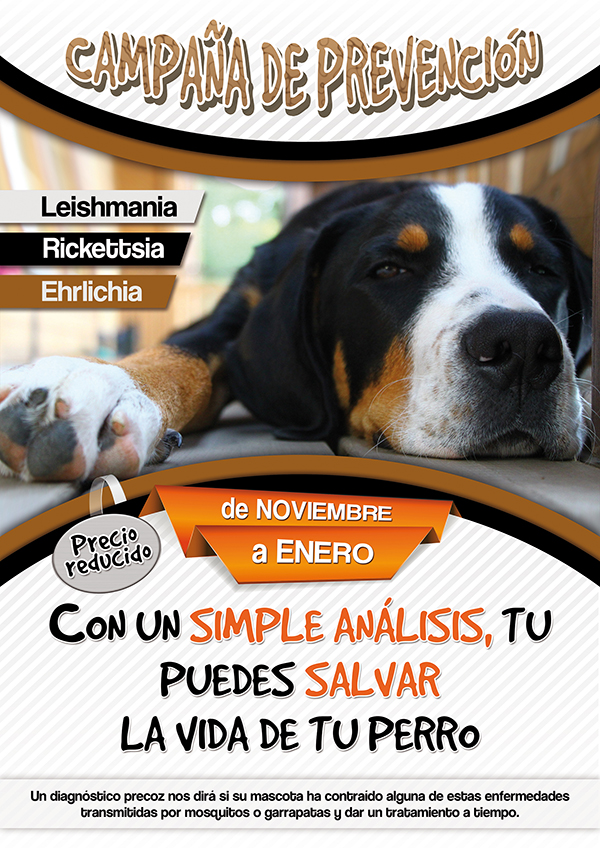 CAMPAÑA DE PREVENCIÓN
Leishmania
Rickettsia
Ehrlichia
de NOVIEMBRE
a ENERO
Precio
reducido
CON UN SIMPLE ANÁLISIS, TU
PUEDES SALVAR
LA VIDA DE TU PERRO
Un diagnóstico precoz nos dirá si su mascota ha contraído alguna de estas enfermedades
transmitidas por mosquitos o garrapatas y dar un tratamiento a tiempo.